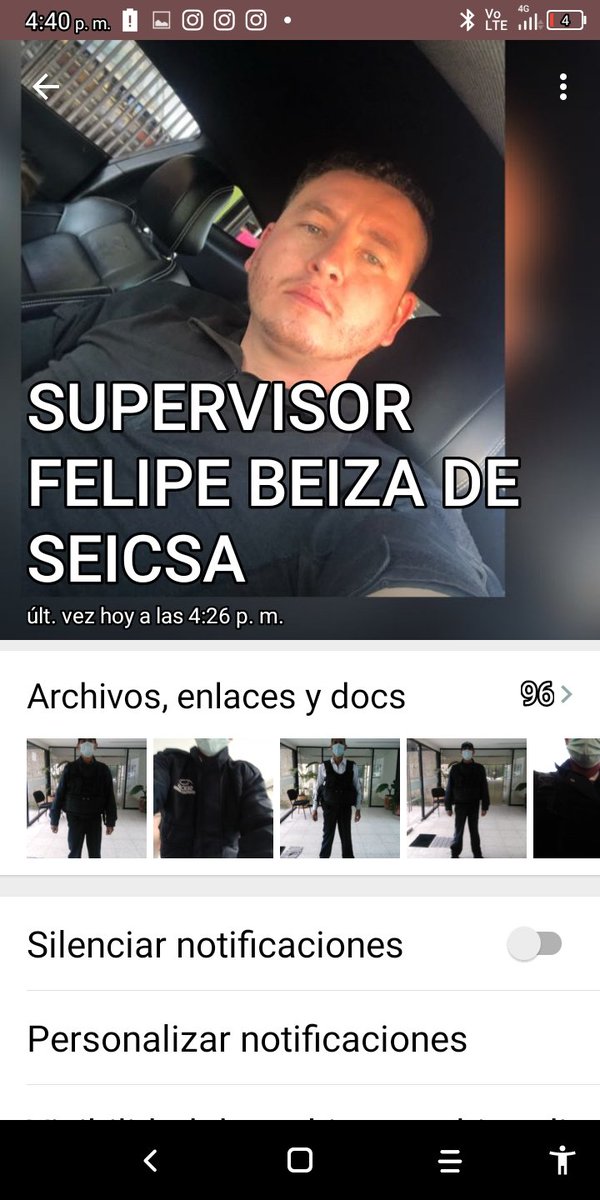 4:40 p. m.
Vo
LTE
4G
4
SUPERVISOR
FELIPE BEIZA DE
SEICSA
últ. vez hoy a las 4:26 p. m.
Archivos, enlaces y docs
96
Silenciar notificaciones
Personalizar notificaciones